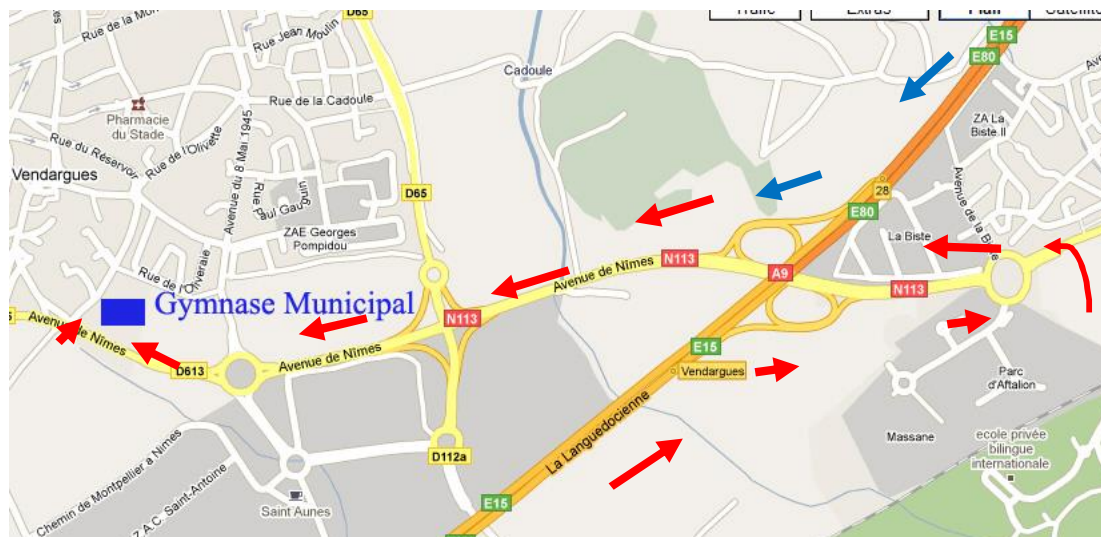 Trafic
Extras
Plan
Satellite
Rue de la Mon
D65
E15
Rue Jean Moulin
E80
Cadoule
Rue de la Cadoule
ZA La
Biste II
Pharmacie
du Stade
Rue de l'Olivette
Avenue du 8 Mai 1945
Rue du Réservoir
Vendargues
D65
28
Rue Paul Gauguin
E80
Avenue de la Biste
ZAE Georges
Pompidou
La Biste
Rue de l'Oliveraie
N113
A9
Avenue de Nîmes
N113
Gymnase Municipal
N113
Avenue de Nîmes
E15
Avenue de Nîmes
D613
Vendargues
Parc
d'Aftalion
La Languedocienne
Massane
école privée
bilingue
internationale
D112a
Chemin de Montpellier à Nîmes
Z.A.C. Saint-Antoine
E15
Saint Aunes